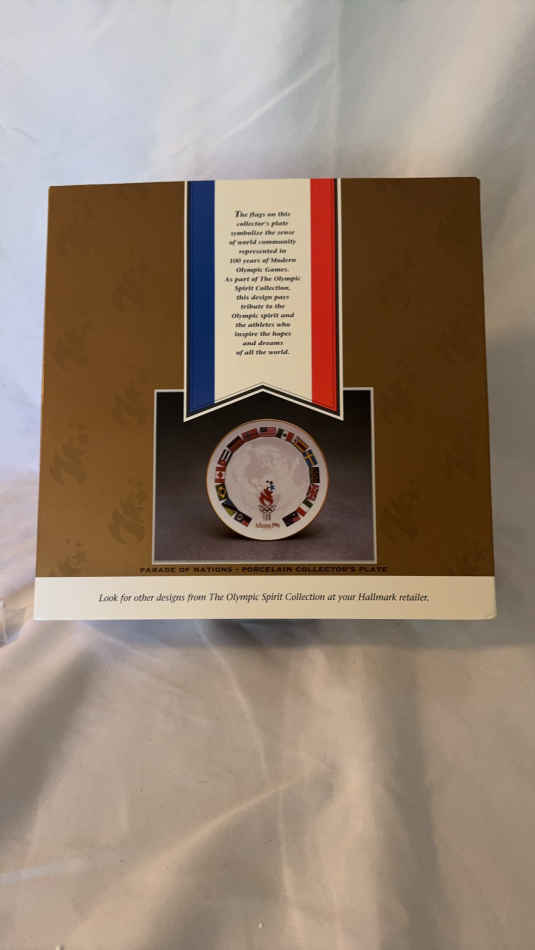 The flags on this
collector's plate
symbolize the sense
of world community
represented in
100 years of Modern
Olympic Games.
As part of The Olympic
Spirit Collection,
this design pays
tribute to the
Olympic spirit and
the athletes who
inspire the hopes
and dreams
of all the world.
Atlanta 1996
PARADE OF NATIONS • PORCELAIN COLLECTOR'S PLATE
Look for other designs from The Olympic Spirit Collection at your Hallmark retailer.